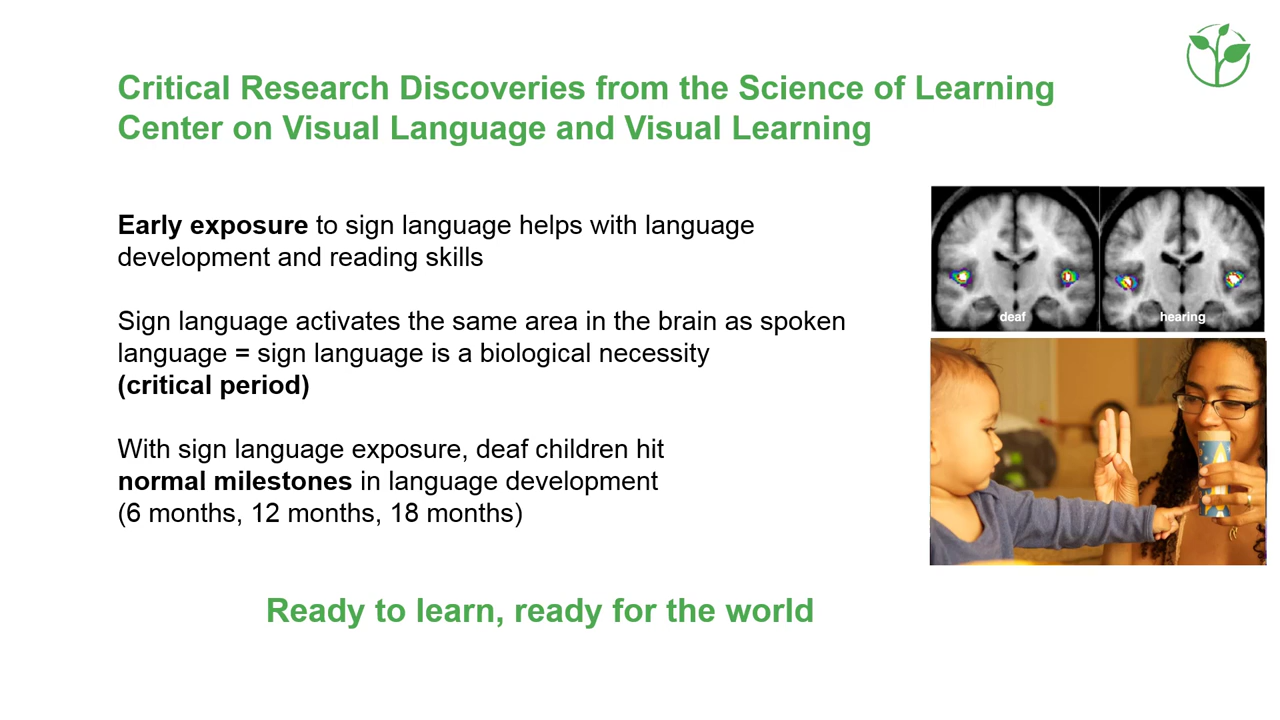 Critical Research Discoveries from the Science of Learning
Center on Visual Language and Visual Learning
Early exposure to sign language helps with language
development and reading skills
Sign language activates the same area in the brain as spoken
language = sign language is a biological necessity
(critical period)
With sign language exposure, deaf children hit
normal milestones in language development
(6 months, 12 months, 18 months)
deaf
hearing
Ready to learn, ready for the world